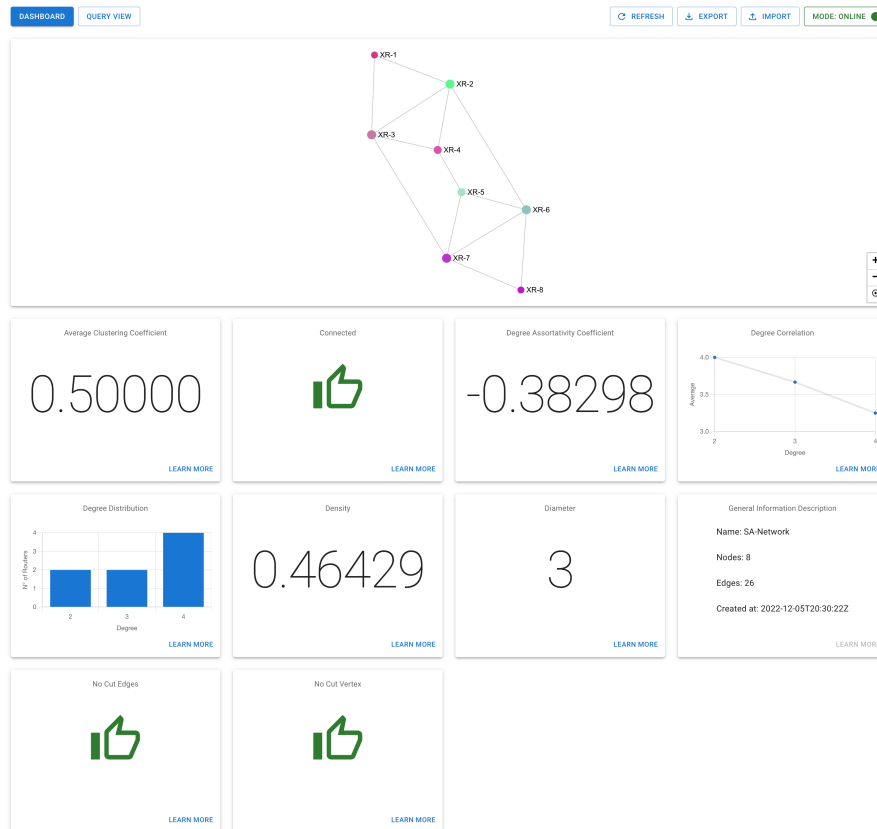 DASHBOARD
QUERY VIEW
REFRESH
EXPORT
IMPORT
MODE: ONLINE
XR-1
XR-2
XR-3
XR-4
XR-5
XR-6
XR-7
XR-8
+
−
Average Clustering Coefficient
0.50000
LEARN MORE
Connected
LEARN MORE
Degree Assortativity Coefficient
-0.38298
LEARN MORE
Degree Correlation
4.0
3.5
3.0
Average
2
3
4
Degree
LEARN MORE
Degree Distribution
4
3
2
1
0
N° of Routers
2
3
4
Degree
LEARN MORE
Density
0.46429
LEARN MORE
Diameter
3
LEARN MORE
General Information Description
Name: SA-Network
Nodes: 8
Edges: 26
Created at: 2022-12-05T20:30:22Z
LEARN MORE
No Cut Edges
LEARN MORE
No Cut Vertex
LEARN MORE